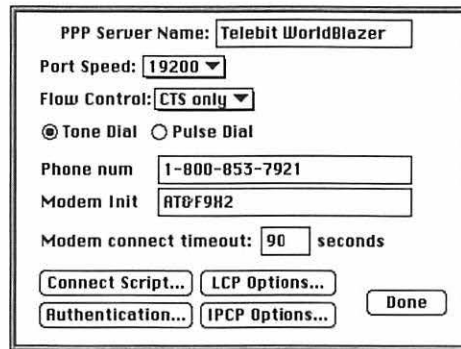 PPP Server Name: Telebit WorldBlazer
Port Speed: 19200
Flow Control: CTS only
Tone Dial Pulse Dial
Phone num 1-800-853-7921
Modem Init AT&F9X2
Modem connect timeout: 90 seconds
Connect Script... LCP Options...
Done
Authentication... IPCP Options...